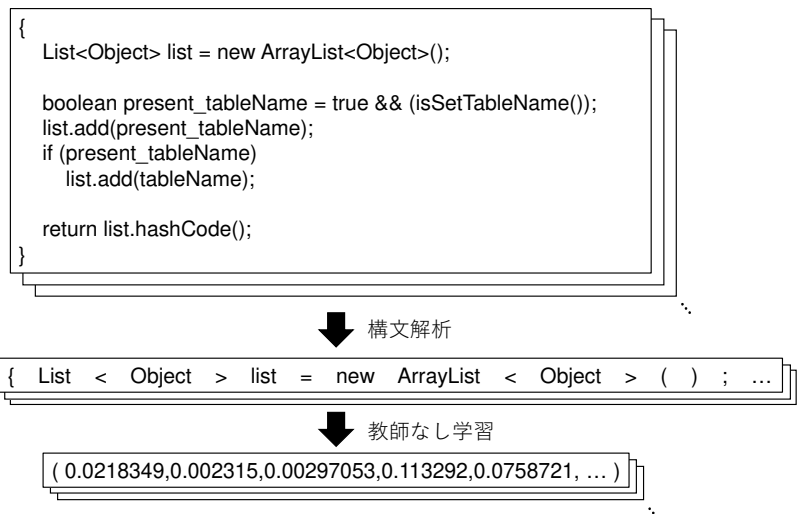 {
List<Object> list = new ArrayList<Object>();
boolean present_tableName = true && (isSetTableName());
list.add(present_tableName);
if (present_tableName)
list.add(tableName);
return list.hashCode();
}
構文解析
{ List < Object > list = new ArrayList < Object > ( ) ; …
教師なし学習
( 0.0218349,0.002315,0.00297053,0.113292,0.0758721, … )